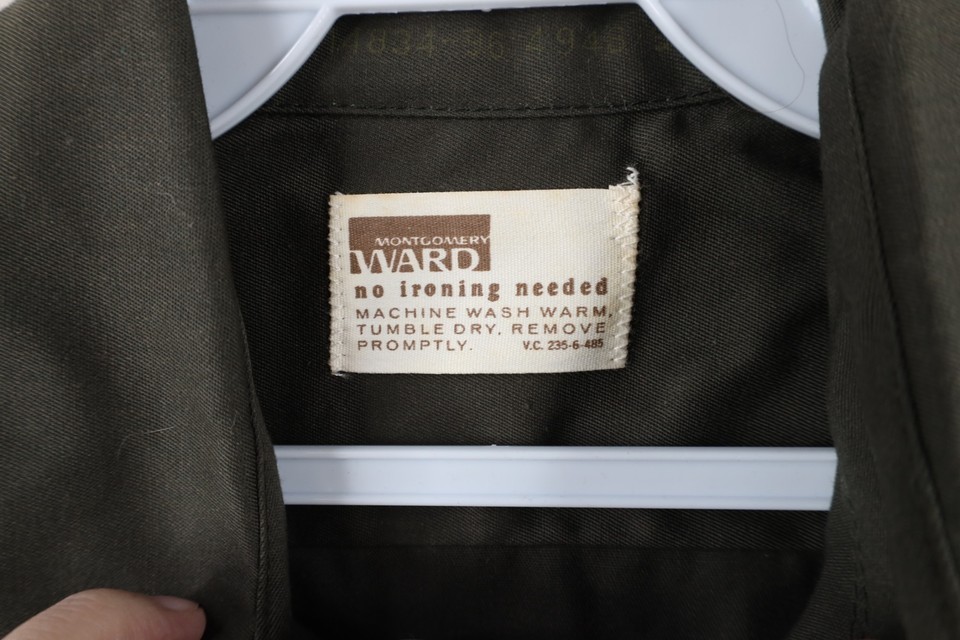 MONTGOMERY
WARD
no ironing needed
MACHINE WASH WARM,
TUMBLE DRY, REMOVE
PROMPTLY. V.C. 235-6-485